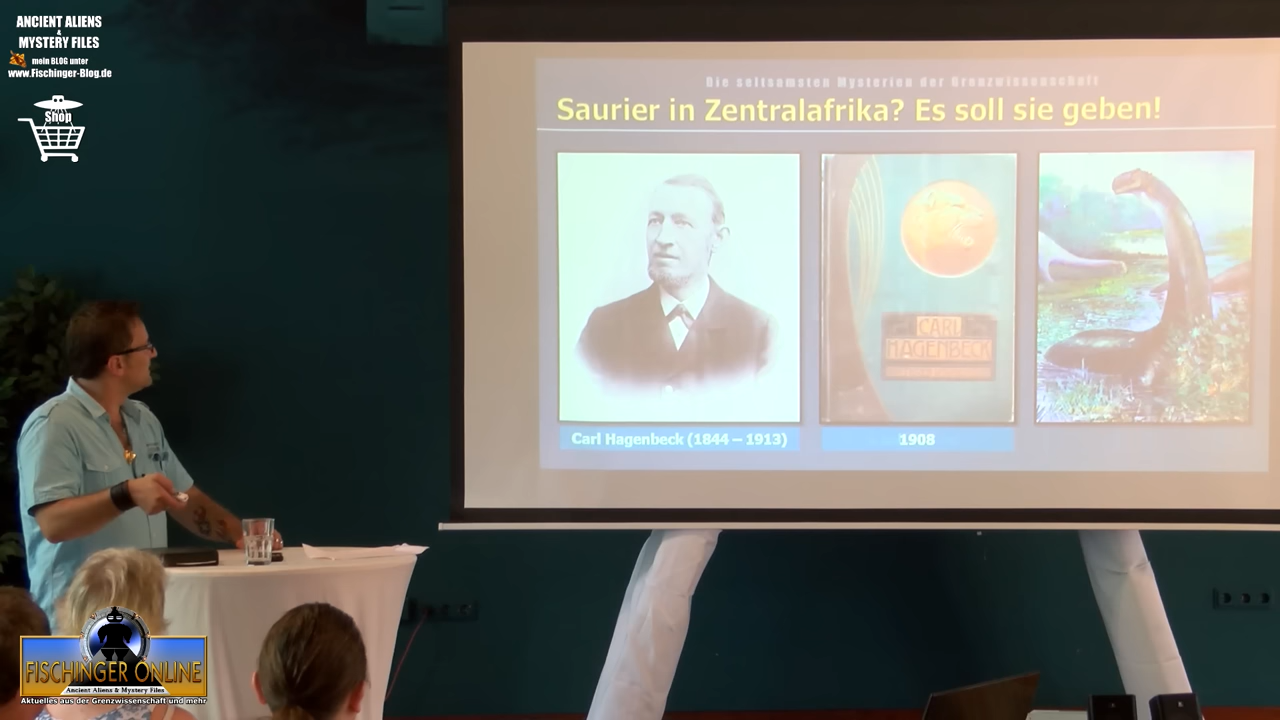 ANCIENT ALIENS
&
MYSTERY FILES
mein BLOG unter
www.Fischinger-Blog.de
Shop
Die seltsamsten Mysterien der Grenzwissenschaft
Saurier in Zentralafrika? Es soll sie geben!
CARL
HAGENBECK
Carl Hagenbeck (1844 – 1913)
1908
FISCHINGER ONLINE
Ancient Aliens & Mystery Files
Aktuelles aus der Grenzwissenschaft und mehr